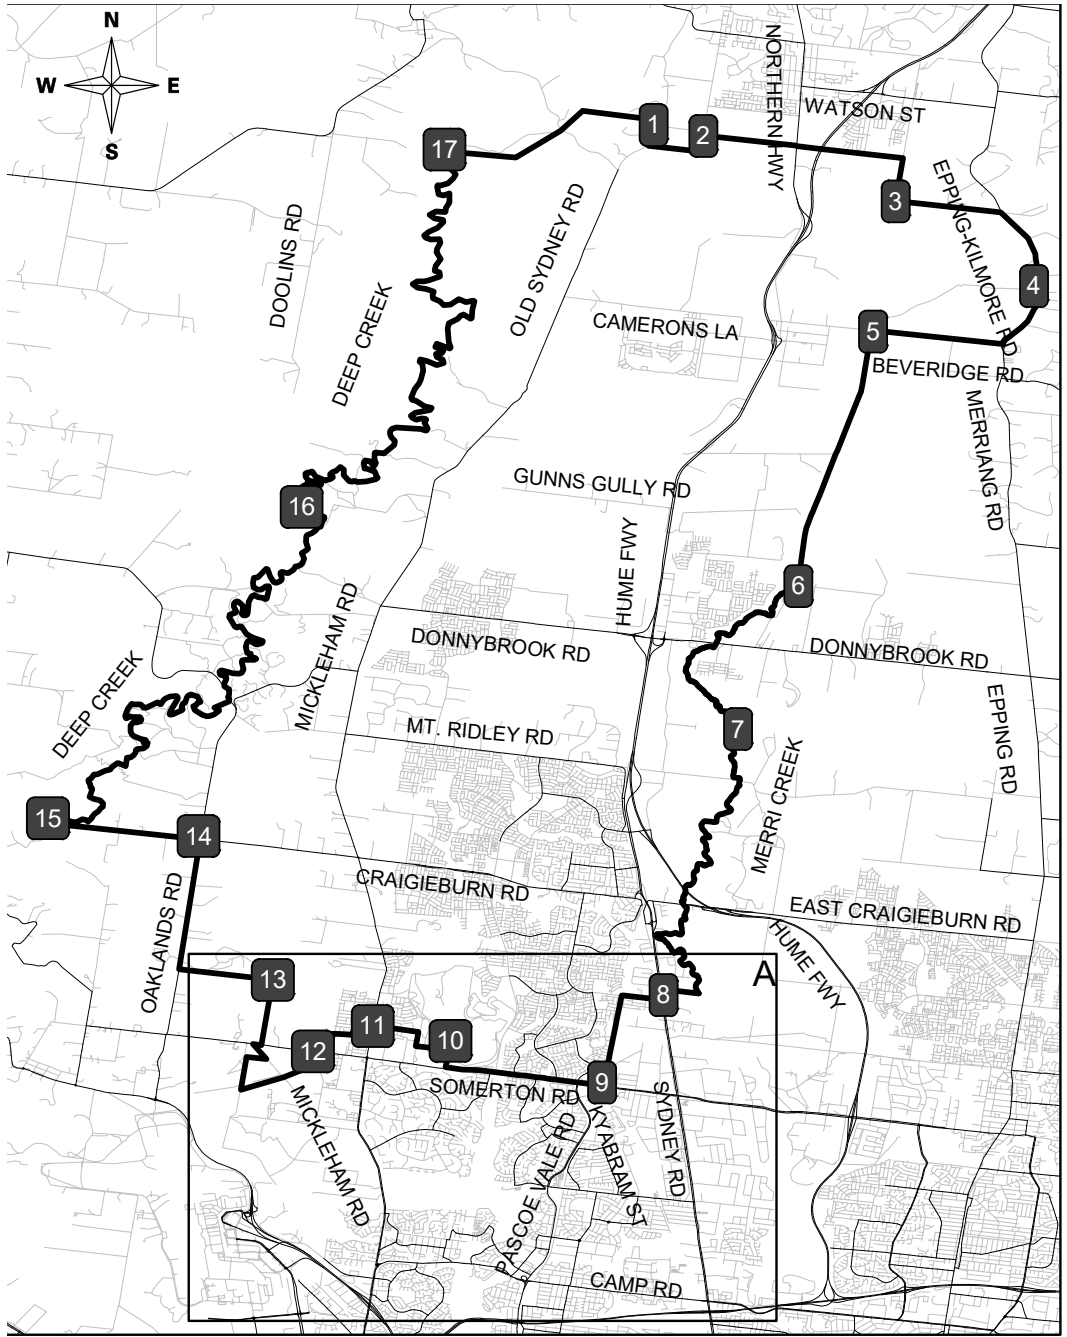 N
W
E
S
NORTHERN HWY
WATSON ST
1
2
17
3
EPPING-KILMORE RD
DOOLINS RD
OLD SYDNEY RD
4
DEEP CREEK
CAMERONS LA
5
BEVERIDGE RD
MERRIANG RD
GUNNS GULLY RD
16
HUME FWY
6
MICKLEHAM RD
DONNYBROOK RD
DONNYBROOK RD
DEEP CREEK
EPPING RD
MT. RIDLEY RD
7
MERRI CREEK
15
14
CRAIGIEBURN RD
EAST CRAIGIEBURN RD
OAKLANDS RD
HUME FWY
A
13
8
11
10
12
9
SOMERTON RD
SYDNEY RD
MICKLEHAM RD
PASCOE VALE RD
KYABRAM ST
CAMP RD